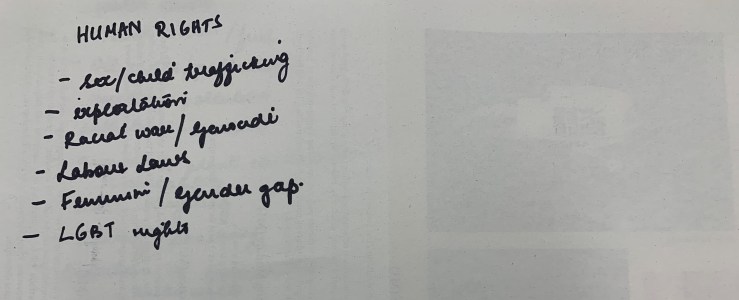 HUMAN RIGHTS
- sex/child trafficking
- exploitation
- Racial war/genocide
- Labour Laws
- Feminism / gender gap.
- LGBT rights